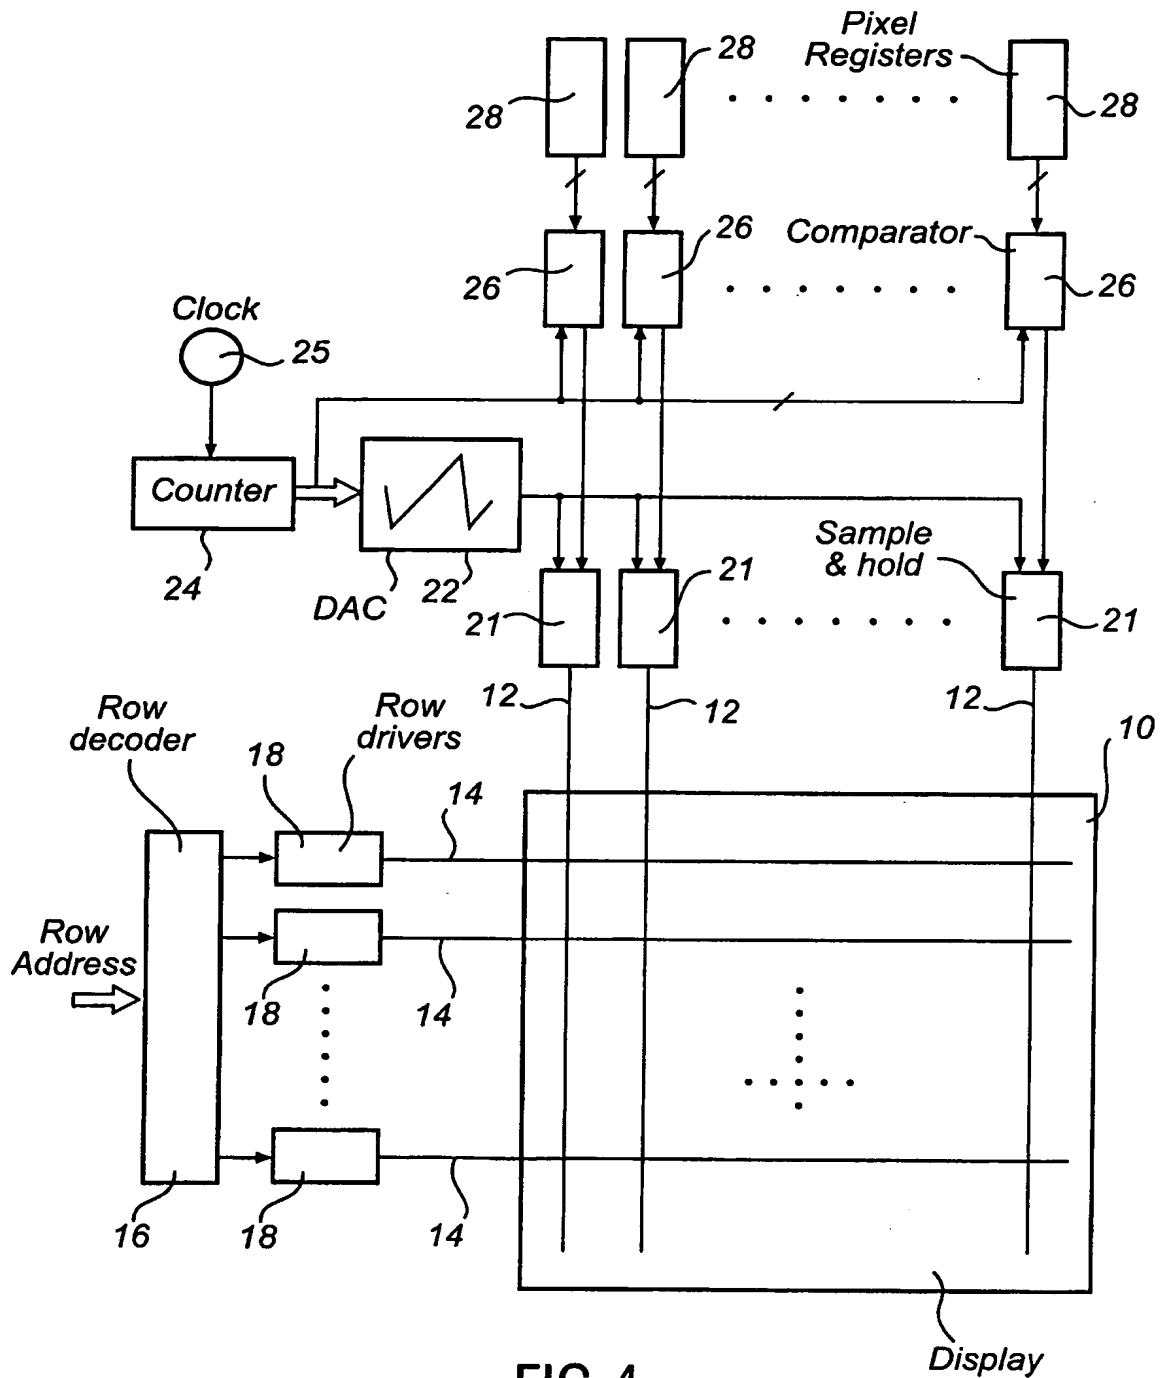 Pixel
Registers
28
28
28
Comparator
26
26
26
Clock
25
Counter
24
DAC
22
Sample
& hold
21
21
21
12
12
12
10
Row
decoder
Row
drivers
18
14
Row
Address
18
14
16
18
14
Display
FIG. 4